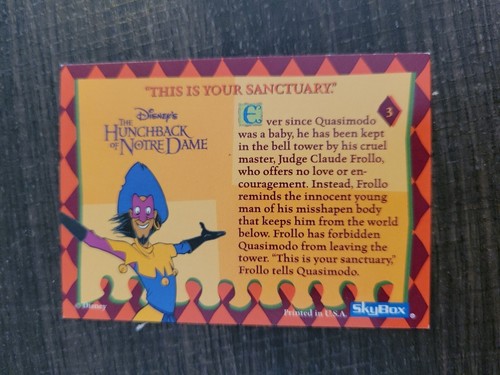 "THIS IS YOUR SANCTUARY."
DISNEY'S
THE
HUNCHBACK
OF NOTRE DAME
3
Ever since Quasimodo
was a baby, he has been kept
in the bell tower by his cruel
master, Judge Claude Frollo,
who offers no love or en-
couragement. Instead, Frollo
reminds the innocent young
man of his misshapen body
that keeps him from the world
below. Frollo has forbidden
Quasimodo from leaving the
tower. "This is your sanctuary,"
Frollo tells Quasimodo.
© Disney
Printed in U.S.A.
SkyBox®